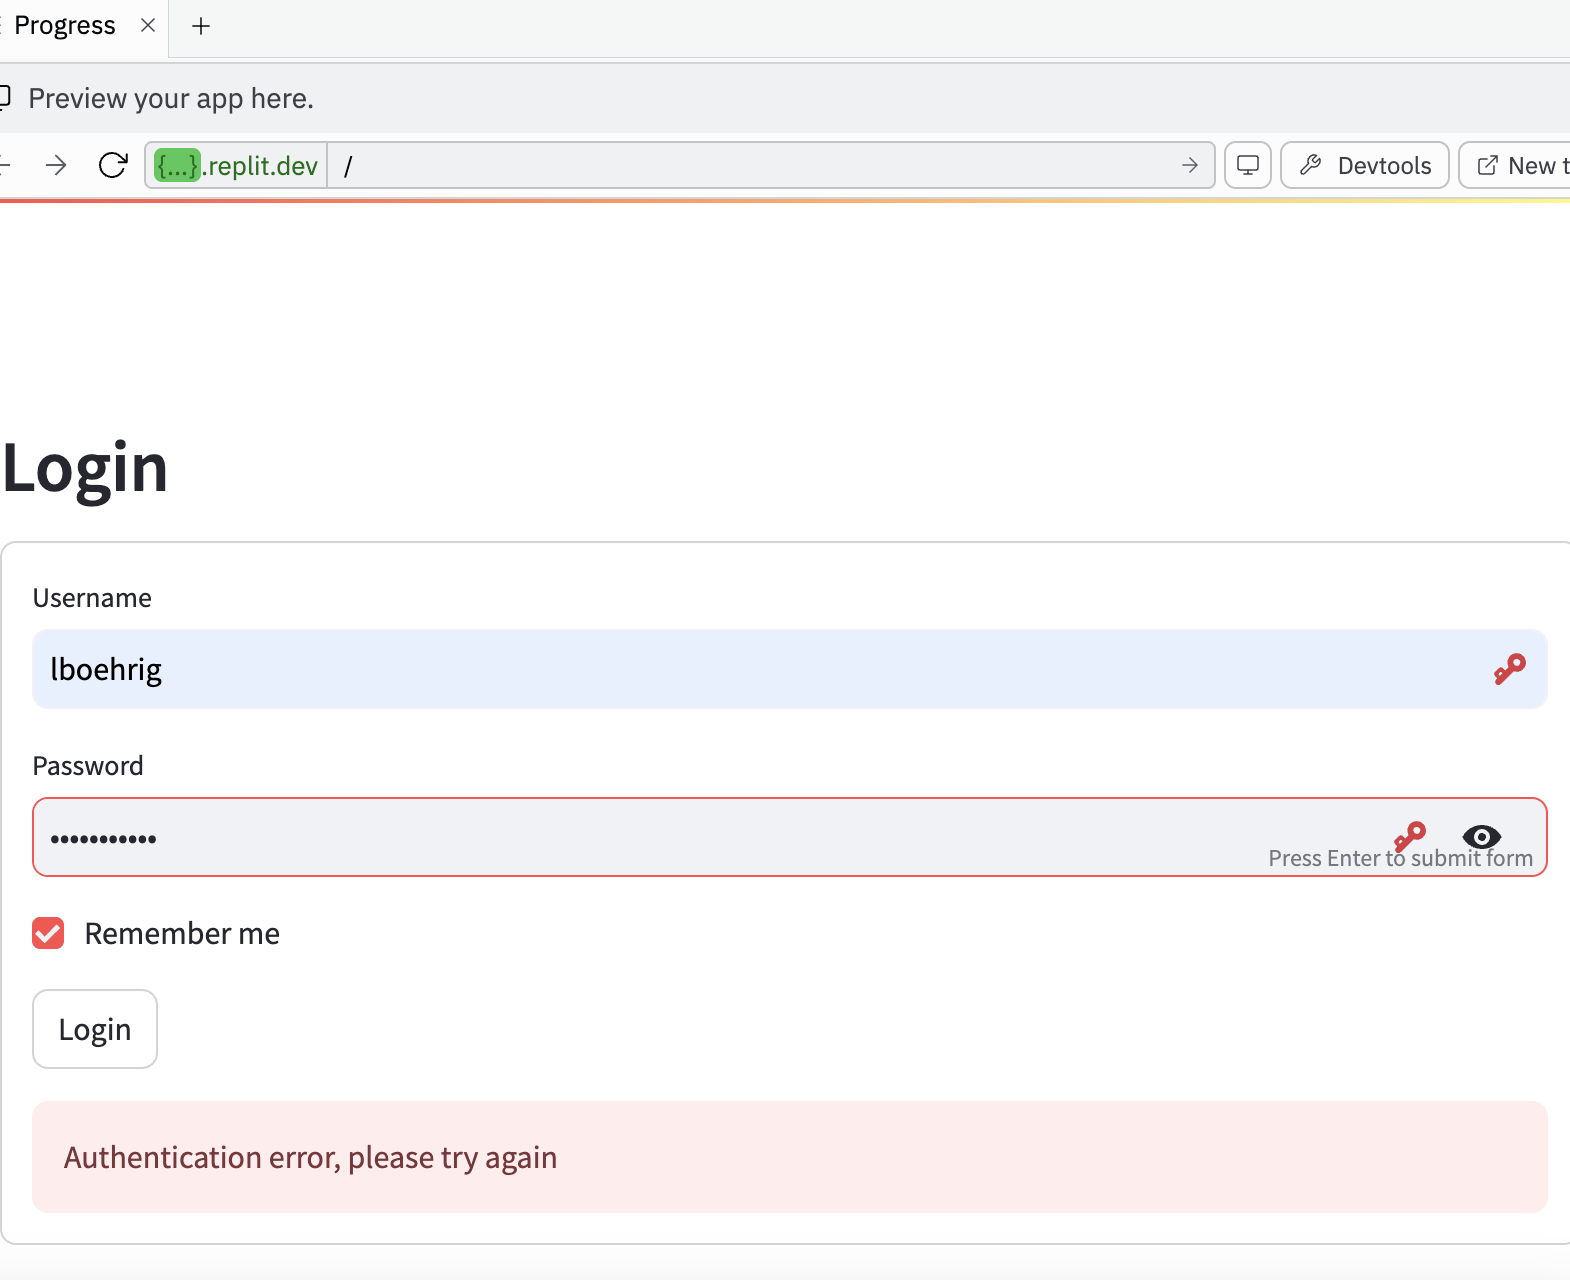 Progress
Preview your app here.
{...}.replit.dev /
Devtools
New t
Login
Username
lboehrig
Password
•••••••••••
Press Enter to submit form
Remember me
Login
Authentication error, please try again